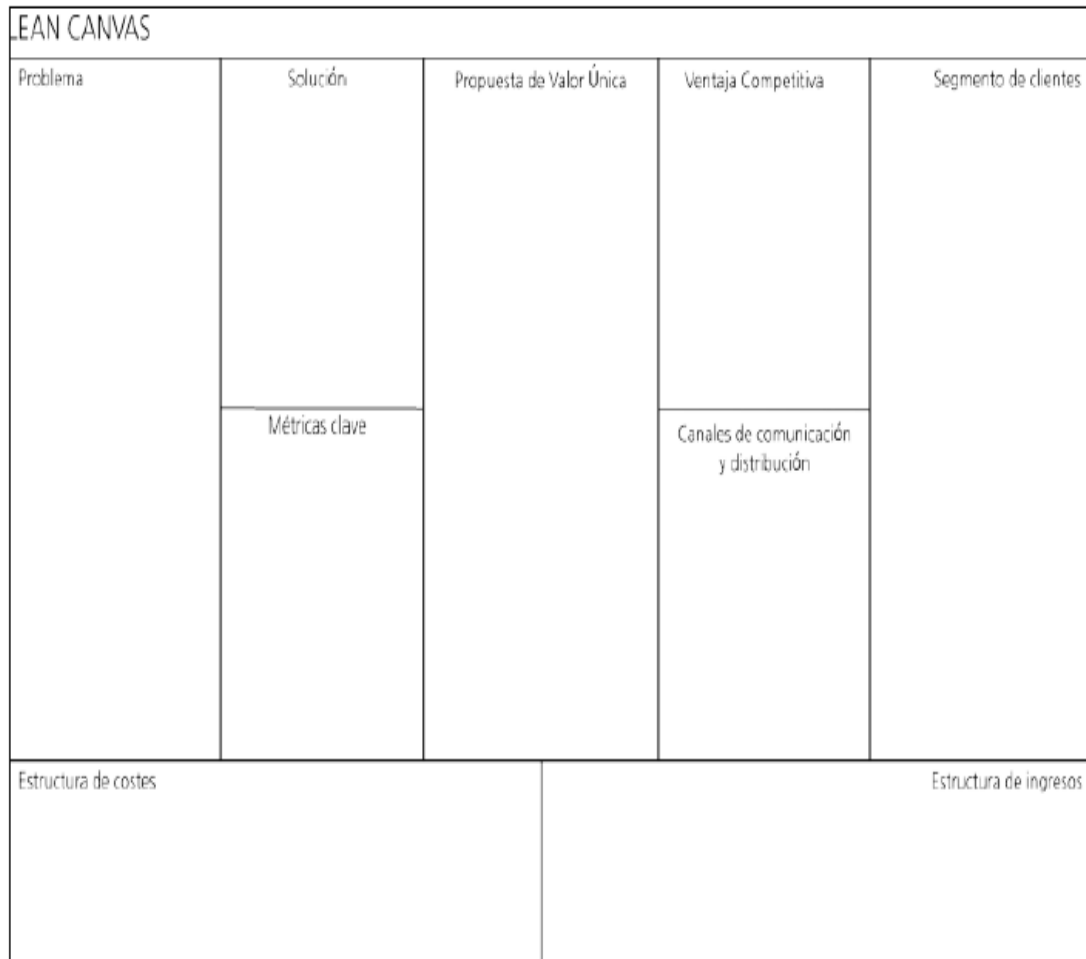 LEAN CANVAS
Problema
Solución
Propuesta de Valor Única
Ventaja Competitiva
Segmento de clientes
Métricas clave
Canales de comunicación
y distribución
Estructura de costes
Estructura de ingresos